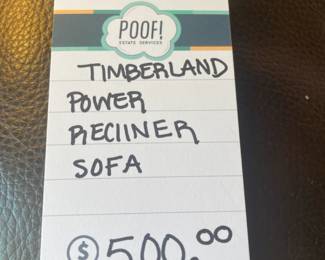 POOF!
ESTATE SERVICES
TIMBERLAND
POWER
RECLINER
SOFA
$ 500.00